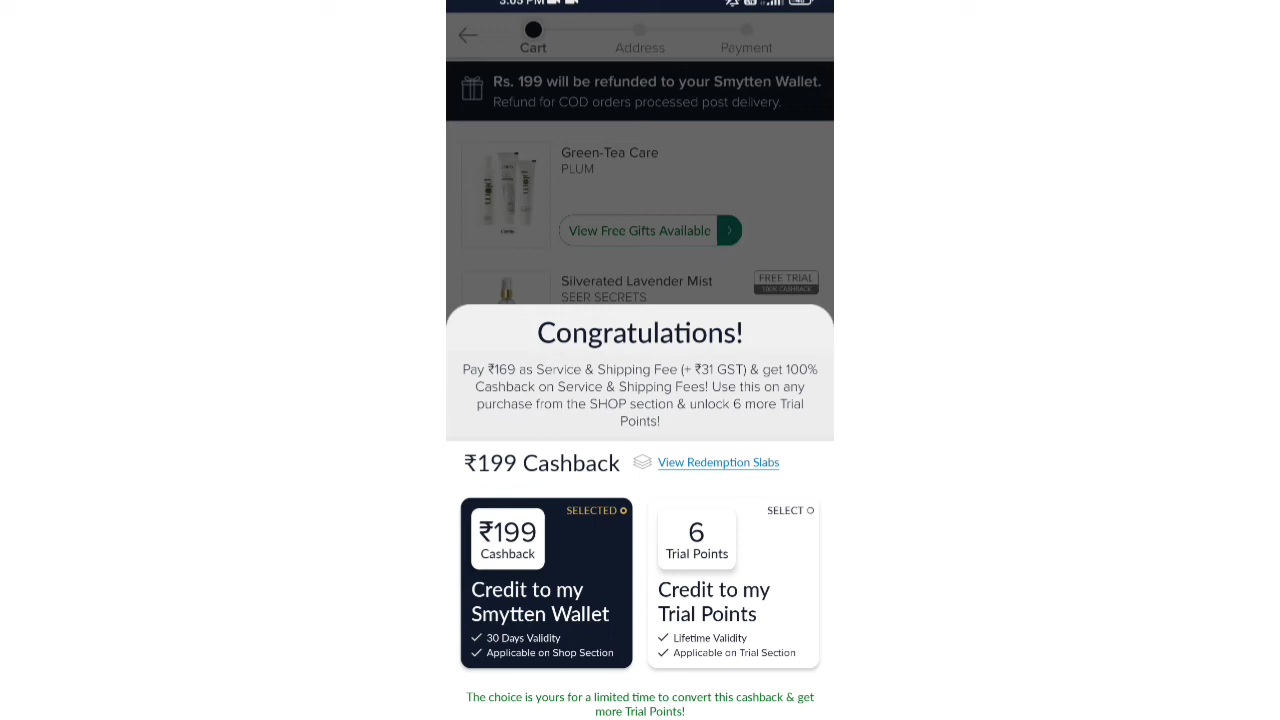 3:05 PM
Cart Address Payment
Rs. 199 will be refunded to your Smytten Wallet.
Refund for COD orders processed post delivery.
Green-Tea Care
PLUM
View Free Gifts Available
Silverated Lavender Mist
FREE TRIAL
100% CASHBACK
SEER SECRETS
Congratulations!
Pay ₹169 as Service & Shipping Fee (+ ₹31 GST) & get 100%
Cashback on Service & Shipping Fees! Use this on any
purchase from the SHOP section & unlock 6 more Trial
Points!
₹199 Cashback
View Redemption Slabs
SELECTED
₹199
Cashback
Credit to my
Smytten Wallet
30 Days Validity
Applicable on Shop Section
SELECT
6
Trial Points
Credit to my
Trial Points
Lifetime Validity
Applicable on Trial Section
The choice is yours for a limited time to convert this cashback & get
more Trial Points!